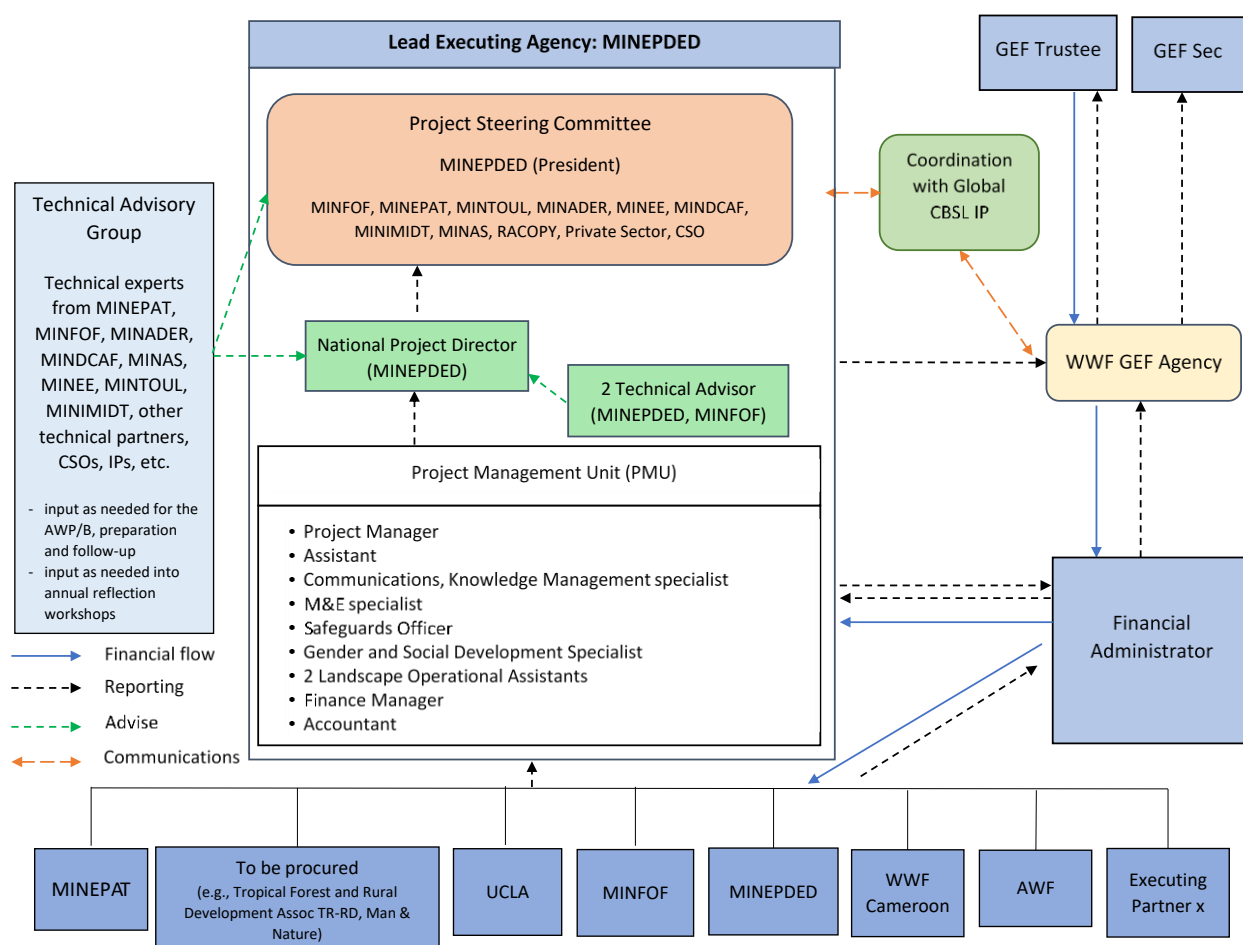 Lead Executing Agency: MINEPDED
GEF Trustee
GEF Sec
Project Steering Committee
MINEPDED (President)
MINFOF, MINEPAT, MINTOUL, MINADER, MINEE, MINDCAF,
MINIMIDT, MINAS, RACOPY, Private Sector, CSO
Coordination
with Global
CBSL IP
Technical Advisory
Group
Technical experts
from MINEPAT,
MINFOF, MINADER,
MINDCAF, MINAS,
MINEE, MINTOUL,
MINIMIDT, other
technical partners,
CSOs, IPs, etc.
- input as needed for the
AWP/B, preparation
and follow-up
- input as needed into
annual reflection
workshops
National Project Director
(MINEPDED)
2 Technical Advisor
(MINEPDED, MINFOF)
WWF GEF Agency
Project Management Unit (PMU)
• Project Manager
• Assistant
• Communications, Knowledge Management specialist
• M&E specialist
• Safeguards Officer
• Gender and Social Development Specialist
• 2 Landscape Operational Assistants
• Finance Manager
• Accountant
Financial
Administrator
Financial flow
Reporting
Advise
Communications
MINEPAT
To be procured
(e.g., Tropical Forest and Rural
Development Assoc TR-RD, Man &
Nature)
UCLA
MINFOF
MINEPDED
WWF
Cameroon
AWF
Executing
Partner x